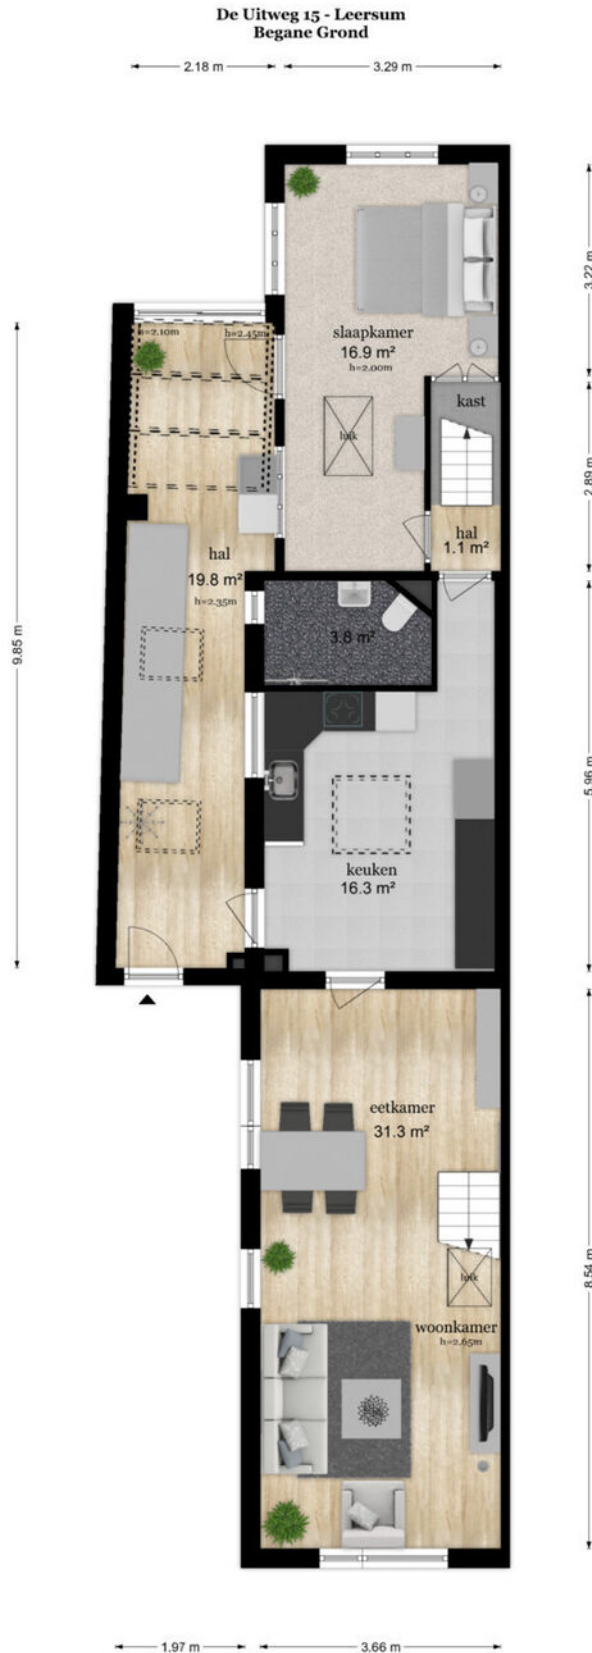 De Uitweg 15 - Leersum
Begane Grond
2.18 m
3.29 m
3.22 m
h=2.10m
h=2.45m
slaapkamer
16.9 m²
h=2.00m
kast
luik
2.89 m
hal
1.1 m²
hal
19.8 m²
h=2.35m
3.8 m²
9.85 m
5.96 m
keuken
16.3 m²
eetkamer
31.3 m²
8.54 m
luik
woonkamer
h=2.65m
1.97 m
3.66 m